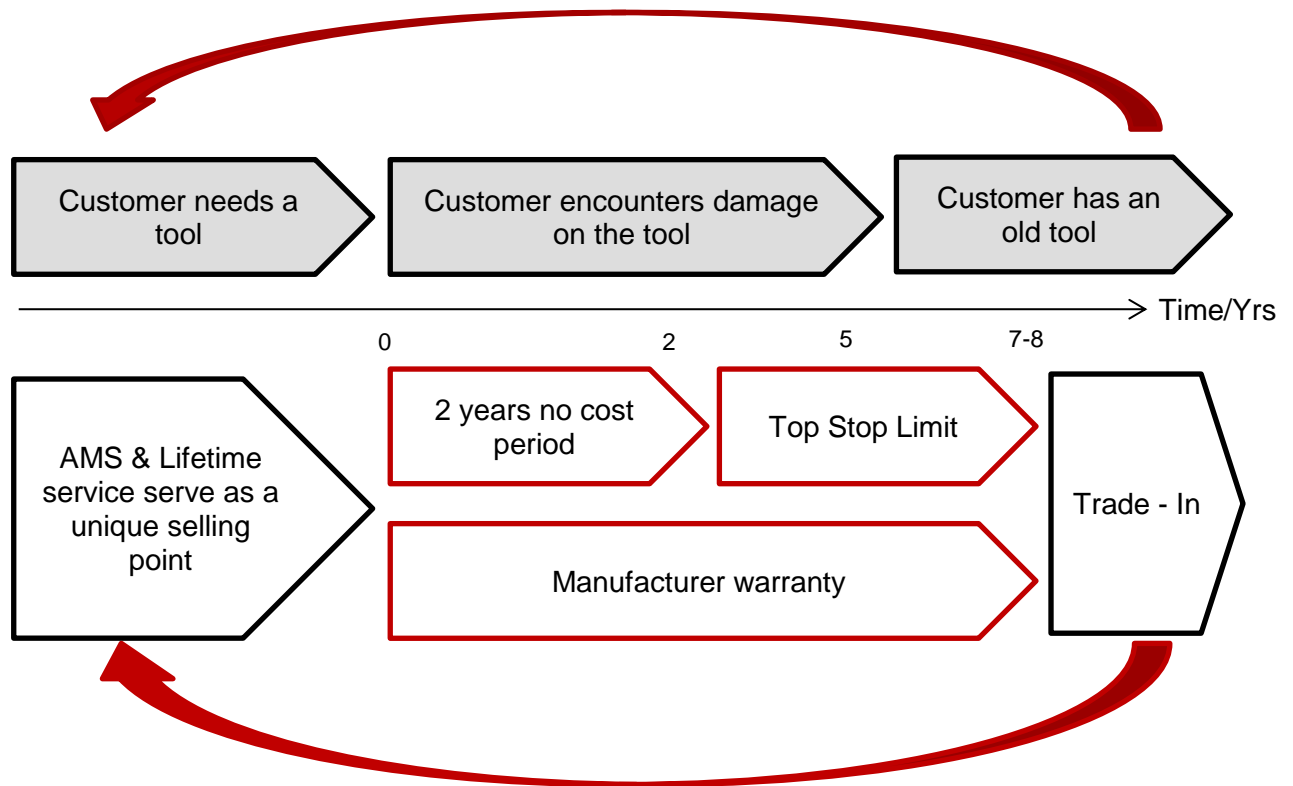 Customer needs a
tool
Customer encounters damage
on the tool
Customer has an
old tool
Time/Yrs
0
2
5
7-8
AMS & Lifetime
service serve as a
unique selling
point
2 years no cost
period
Top Stop Limit
Trade - In
Manufacturer warranty